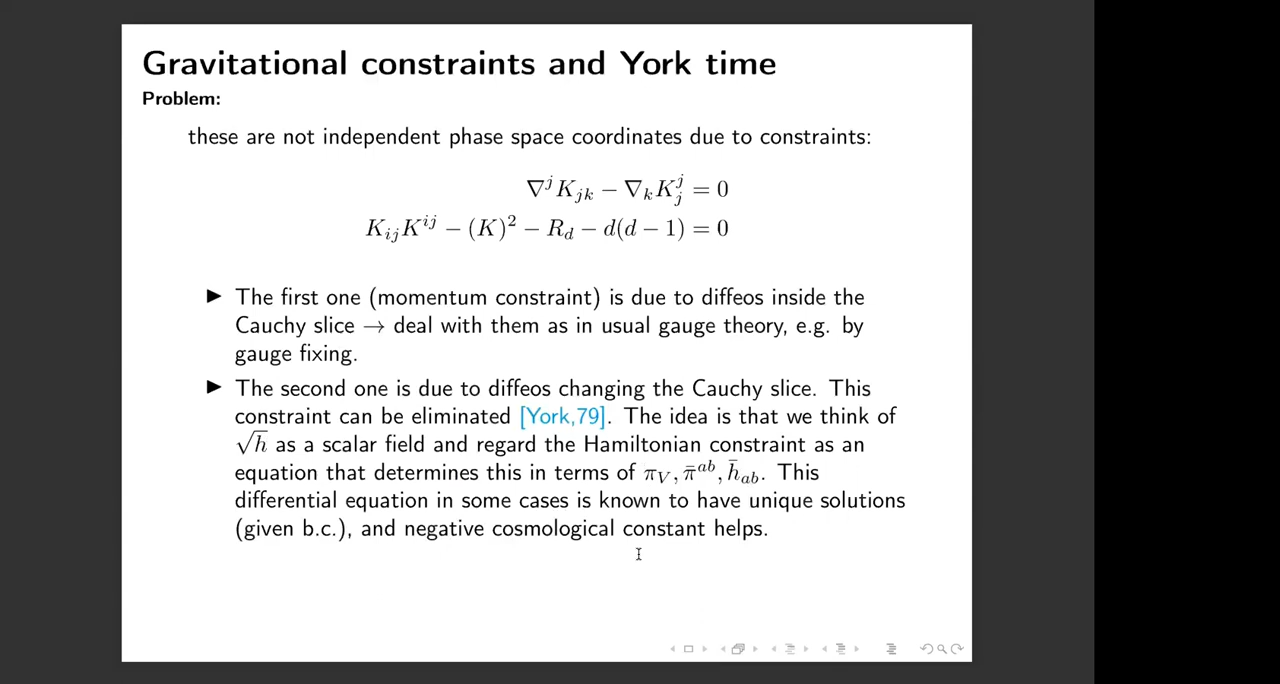 Gravitational constraints and York time
Problem:
these are not independent phase space coordinates due to constraints:
∇ʲK_{jk} − ∇_kK^j_j = 0
K_{ij}K^{ij} − (K)² − R_d − d(d − 1) = 0
▶ The first one (momentum constraint) is due to diffeos inside the
Cauchy slice → deal with them as in usual gauge theory, e.g. by
gauge fixing.
▶ The second one is due to diffeos changing the Cauchy slice. This
constraint can be eliminated [York,79]. The idea is that we think of
√h as a scalar field and regard the Hamiltonian constraint as an
equation that determines this in terms of π_V, π̄^{ab}, h̄_{ab}. This
differential equation in some cases is known to have unique solutions
(given b.c.), and negative cosmological constant helps.